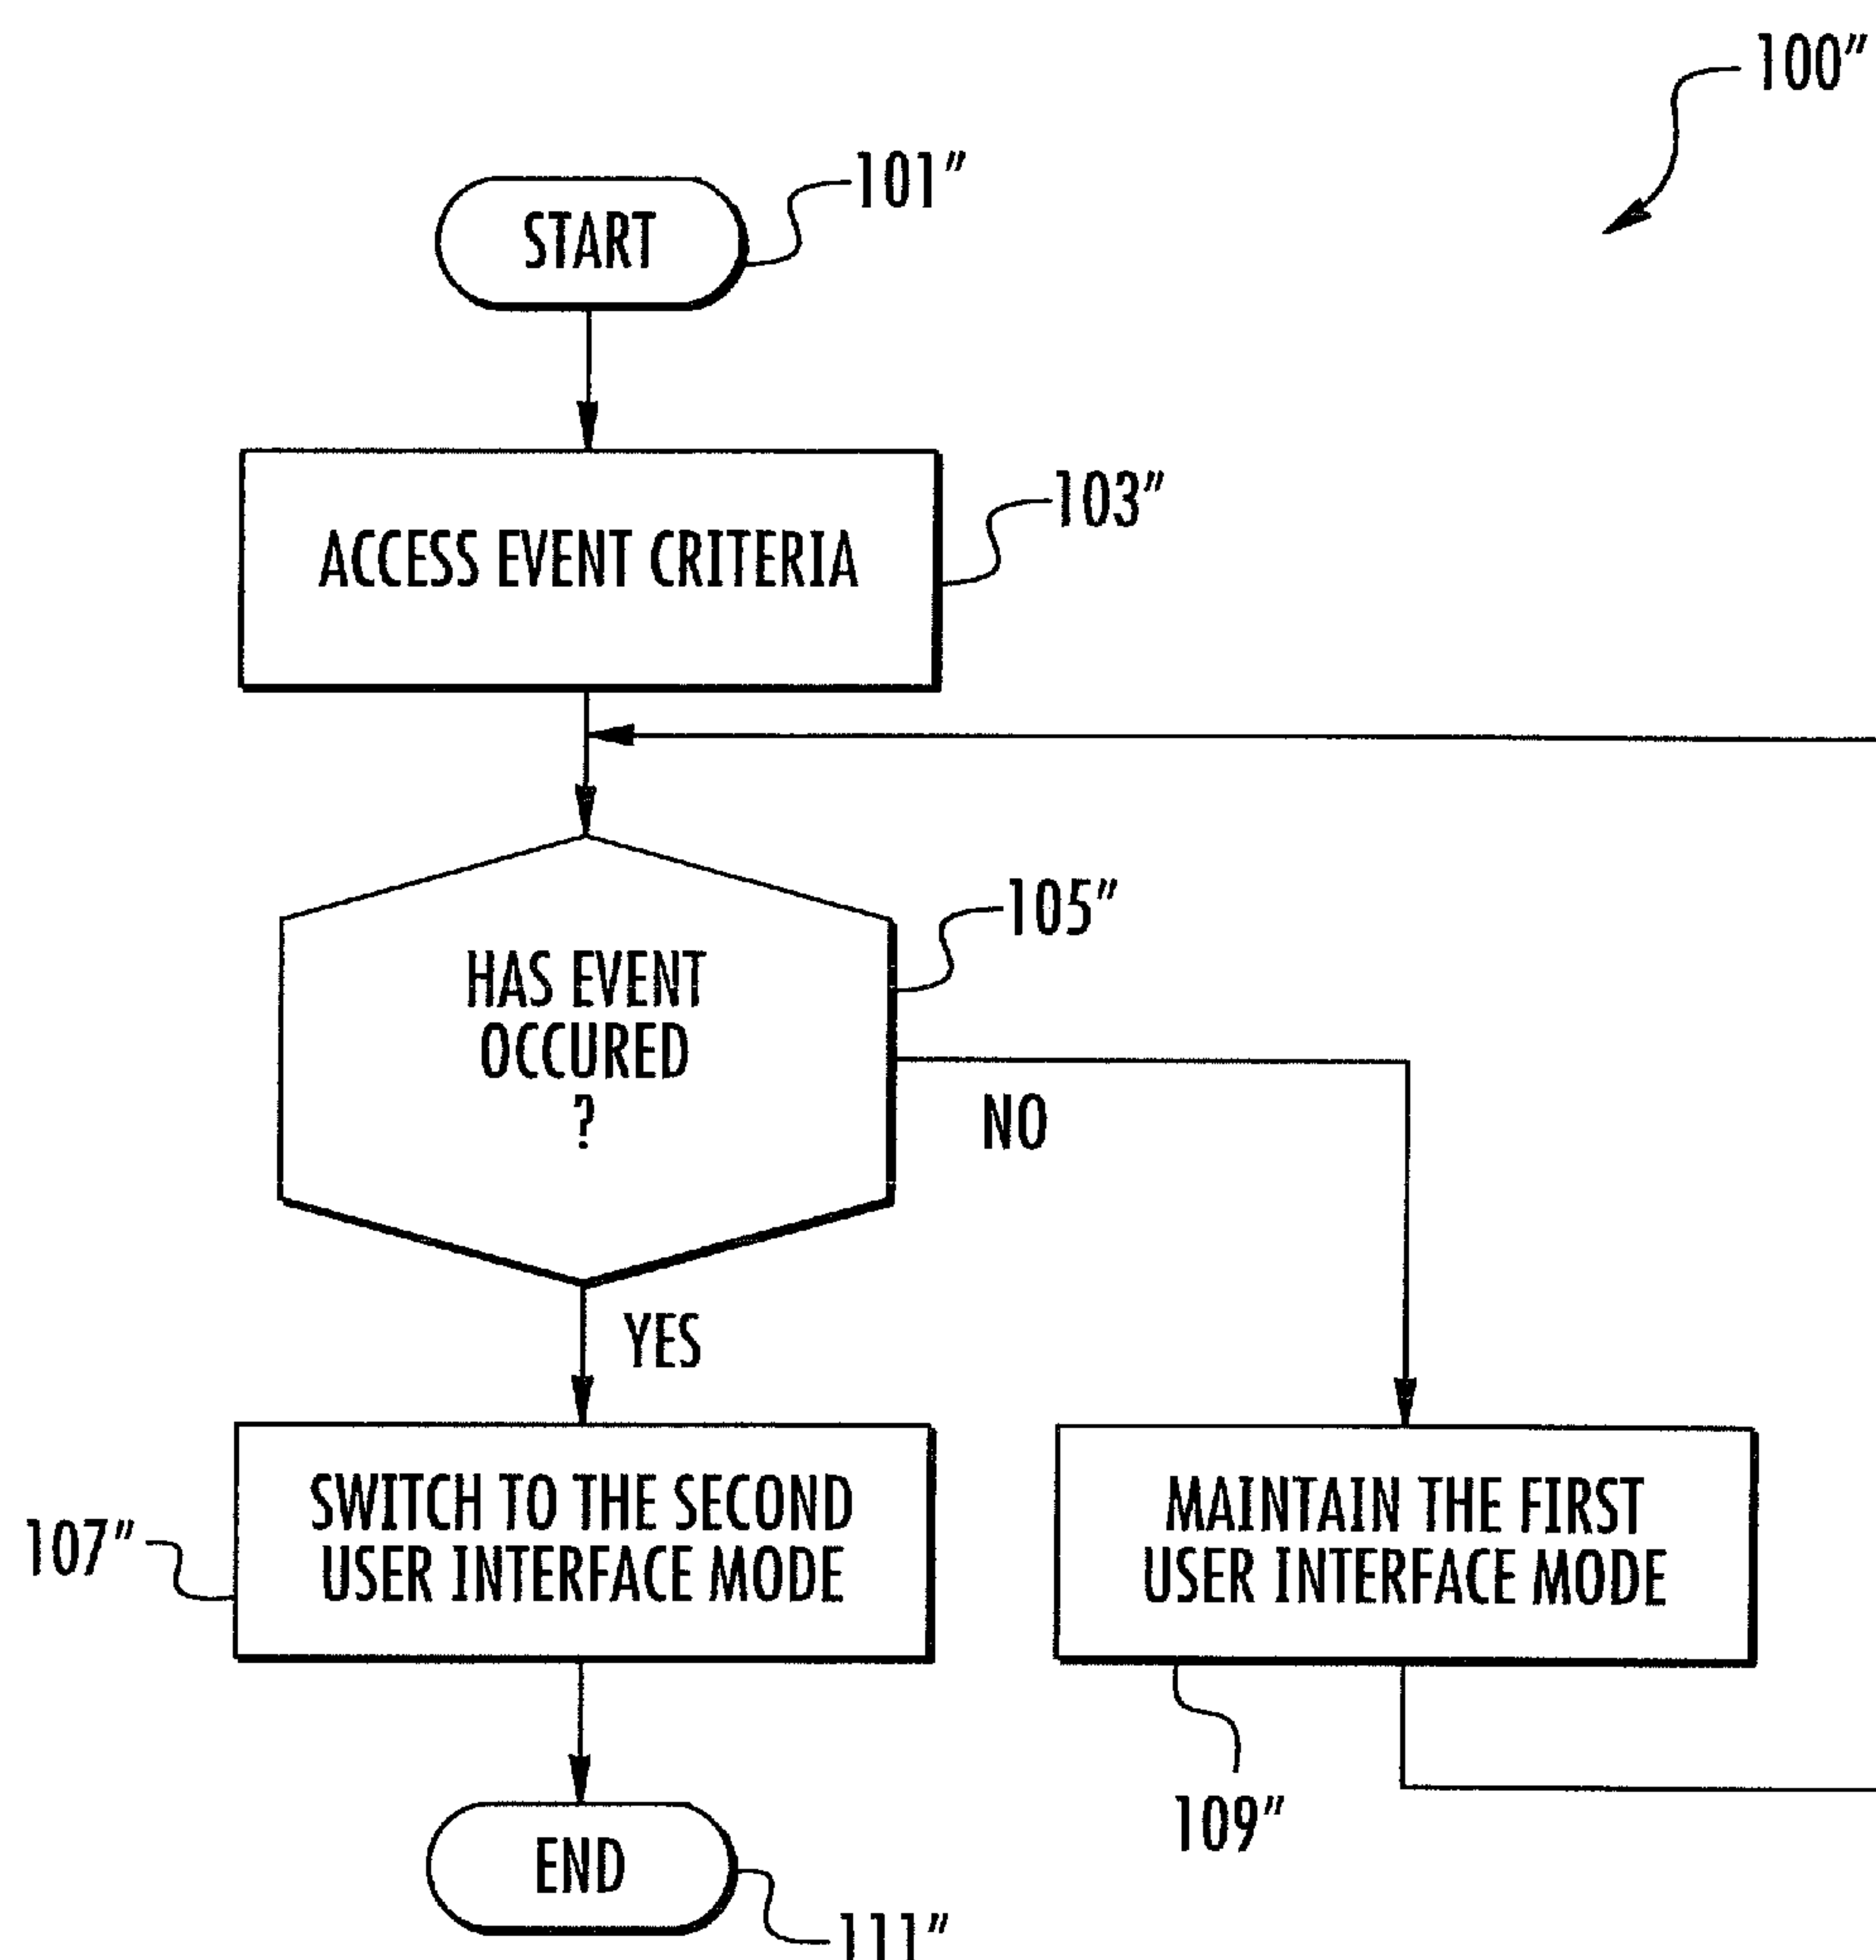 100"
101"
START
103"
ACCESS EVENT CRITERIA
105"
HAS EVENT
OCCURED
?
NO
YES
107"
SWITCH TO THE SECOND
USER INTERFACE MODE
MAINTAIN THE FIRST
USER INTERFACE MODE
109"
END
111"